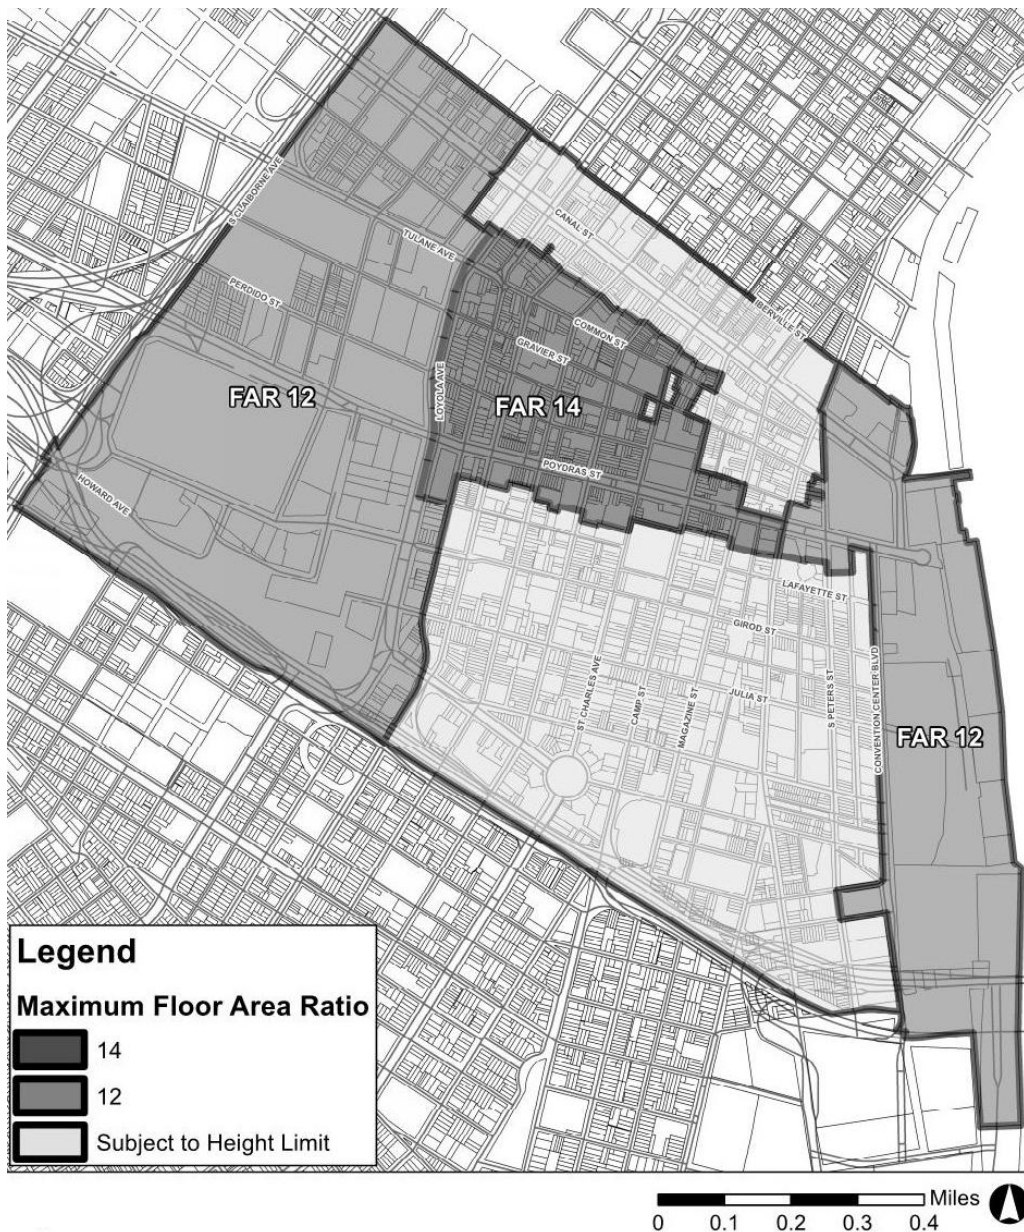 CANAL ST
S CLAIBORNE AVE
TULANE AVE
PERDIDO ST
IBERVILLE ST
COMMON ST
GRAVIER ST
LOYOLA AVE
FAR 12
FAR 14
POYDRAS ST
HOWARD AVE
LAFAYETTE ST
GIROD ST
ST CHARLES AVE
CAMP ST
MAGAZINE ST
JULIA ST
S PETERS ST
CONVENTION CENTER BLVD
FAR 12
Legend
Maximum Floor Area Ratio
14
12
Subject to Height Limit
Miles
0 0.1 0.2 0.3 0.4